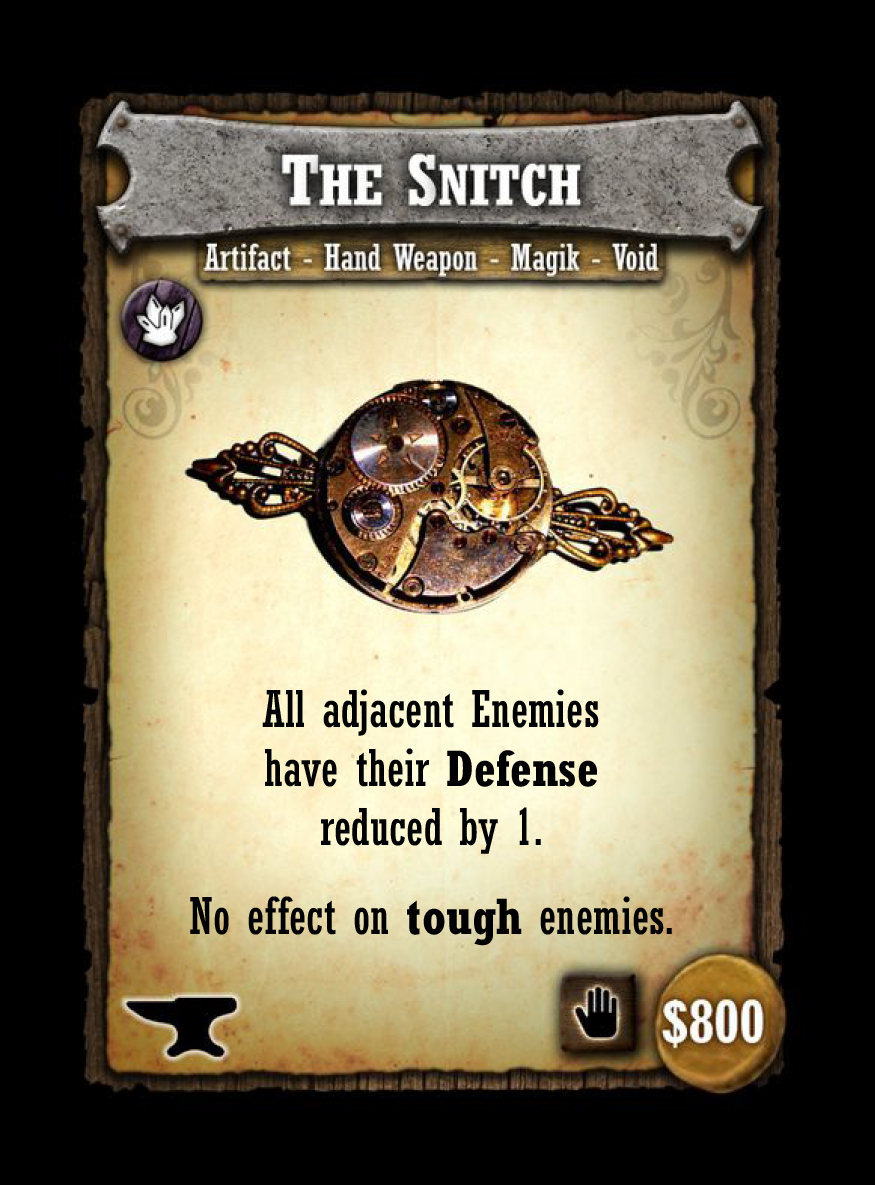 The Snitch
Artifact - Hand Weapon - Magik - Void
All adjacent Enemies
have their Defense
reduced by 1.
No effect on tough enemies.
$800